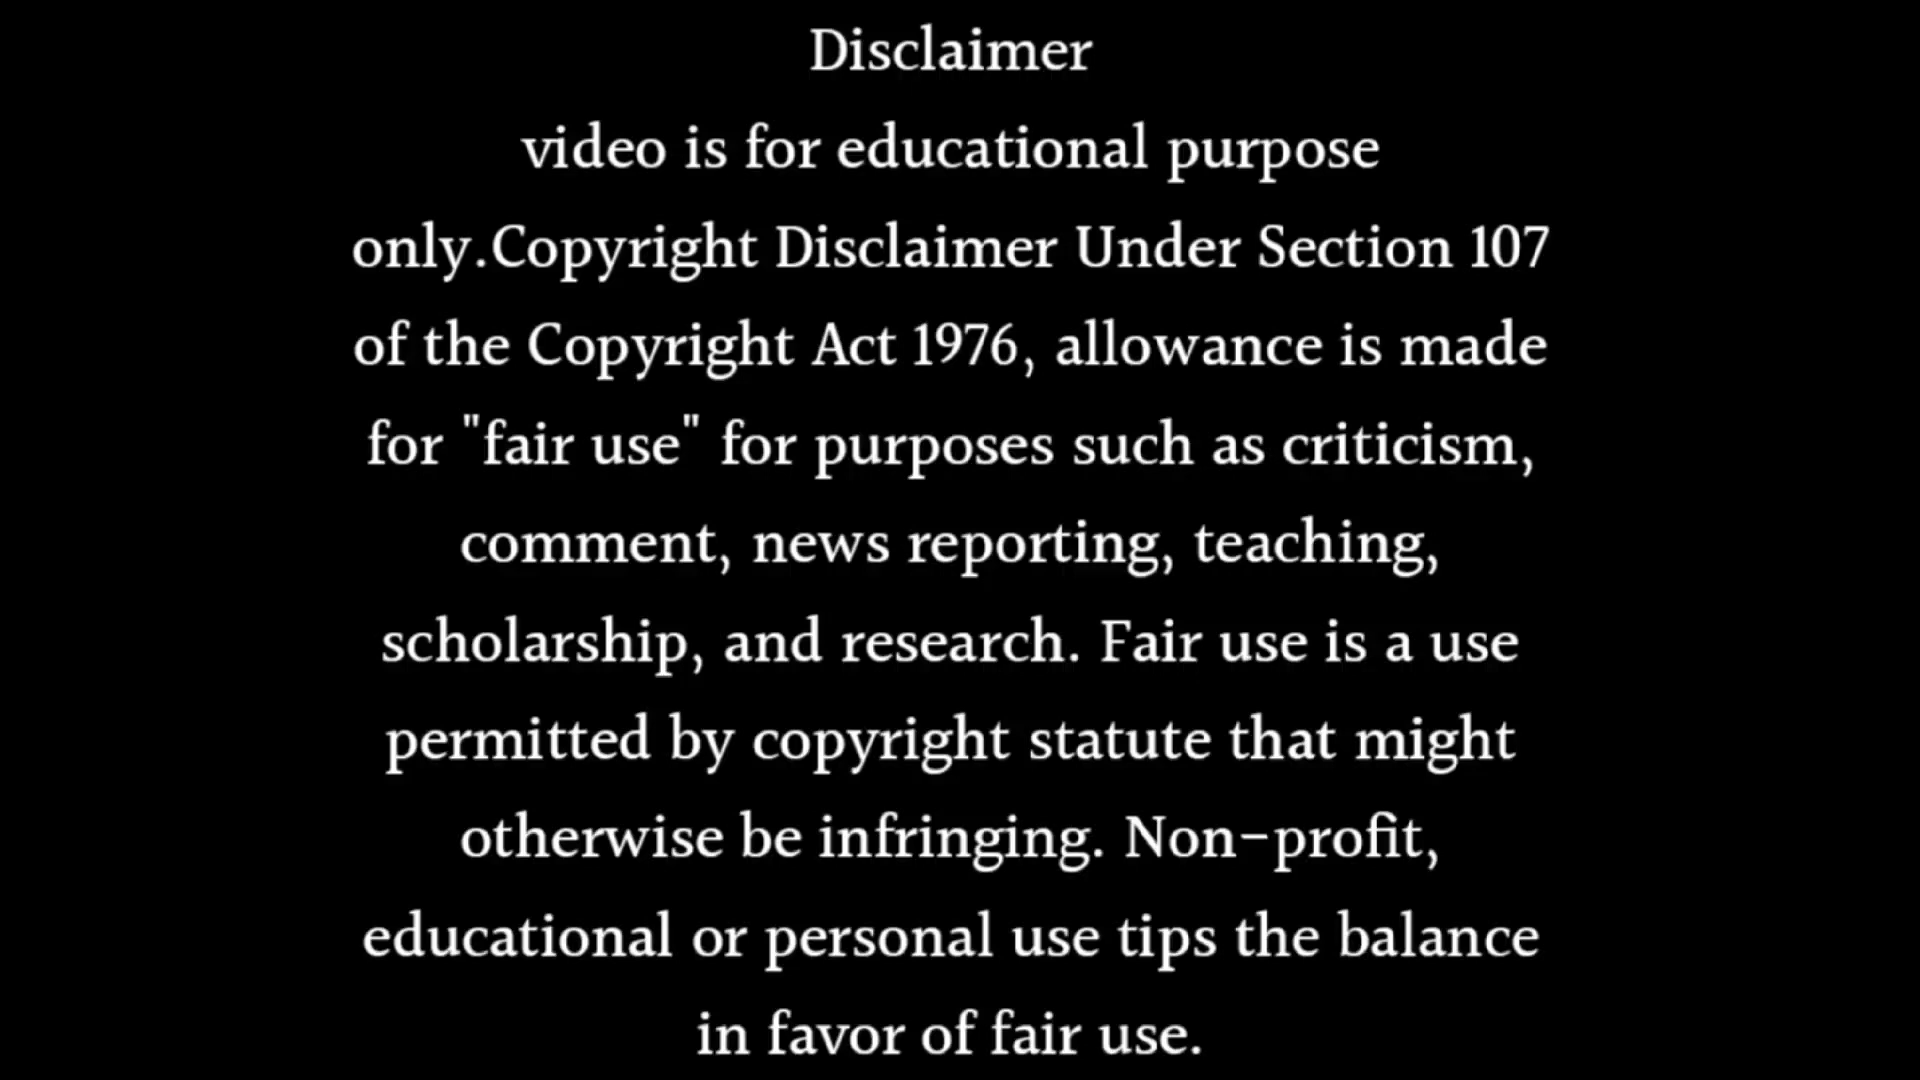 Disclaimer
video is for educational purpose
only.Copyright Disclaimer Under Section 107
of the Copyright Act 1976, allowance is made
for "fair use" for purposes such as criticism,
comment, news reporting, teaching,
scholarship, and research. Fair use is a use
permitted by copyright statute that might
otherwise be infringing. Non-profit,
educational or personal use tips the balance
in favor of fair use.